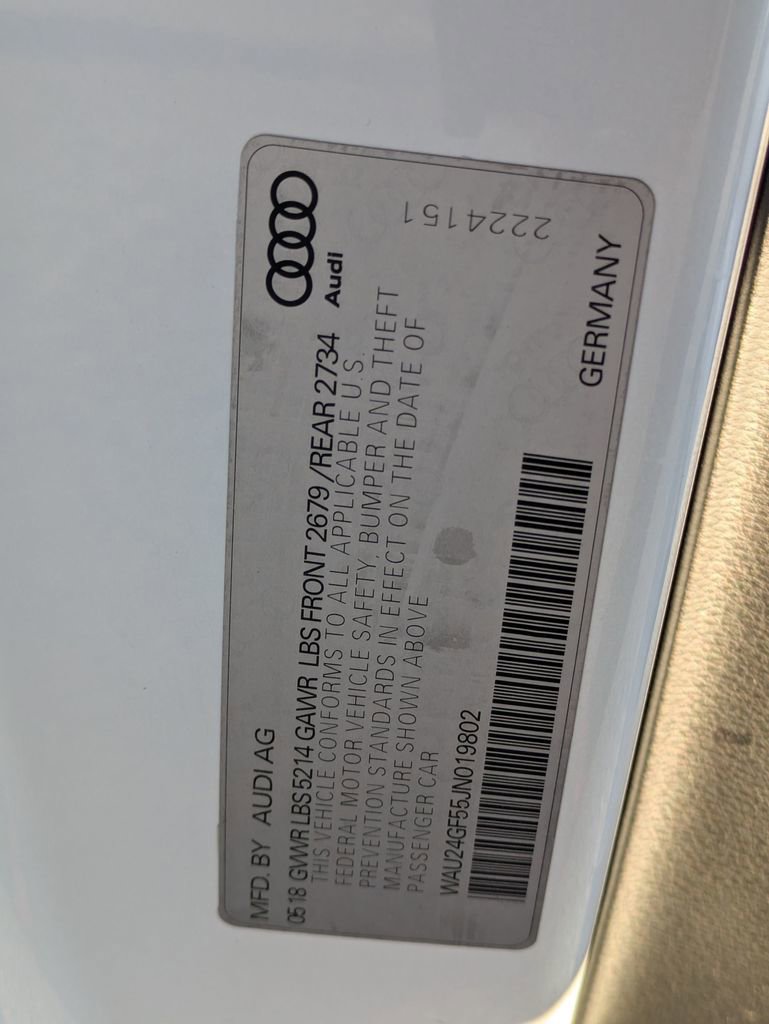 MFD. BY AUDI AG
0518 GVWR LBS 5214 GAWR LBS FRONT 2679 /REAR 2734
THIS VEHICLE CONFORMS TO ALL APPLICABLE U.S.
FEDERAL MOTOR VEHICLE SAFETY, BUMPER AND THEFT
PREVENTION STANDARDS IN EFFECT ON THE DATE OF
MANUFACTURE SHOWN ABOVE
PASSENGER CAR
WAU24GF55JN019802
Audi
2224151
GERMANY